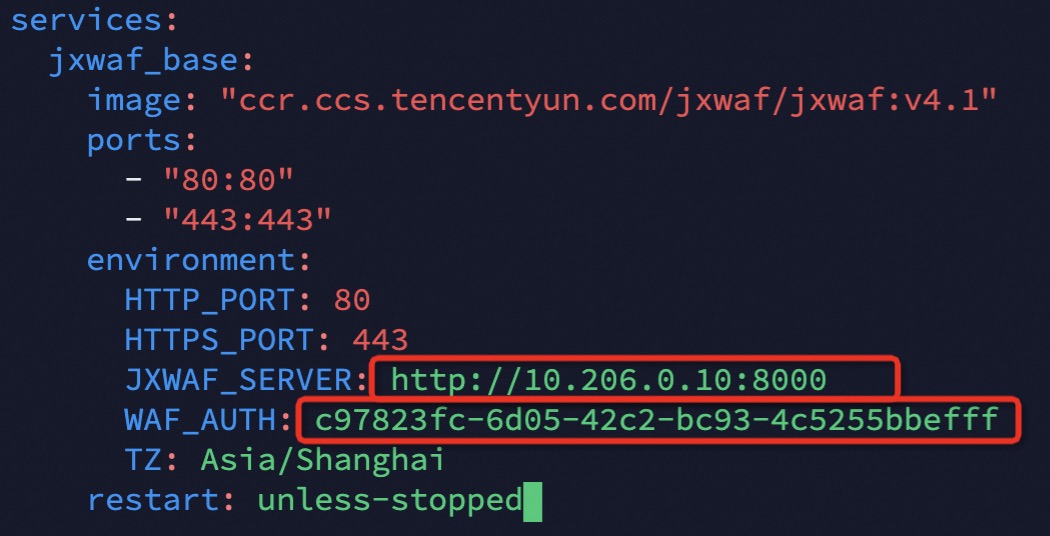 services:
  jxwaf_base:
    image: "ccr.ccs.tencentyun.com/jxwaf/jxwaf:v4.1"
    ports:
      - "80:80"
      - "443:443"
    environment:
      HTTP_PORT: 80
      HTTPS_PORT: 443
      JXWAF_SERVER: http://10.206.0.10:8000
      WAF_AUTH: c97823fc-6d05-42c2-bc93-4c5255bbefff
      TZ: Asia/Shanghai
    restart: unless-stopped